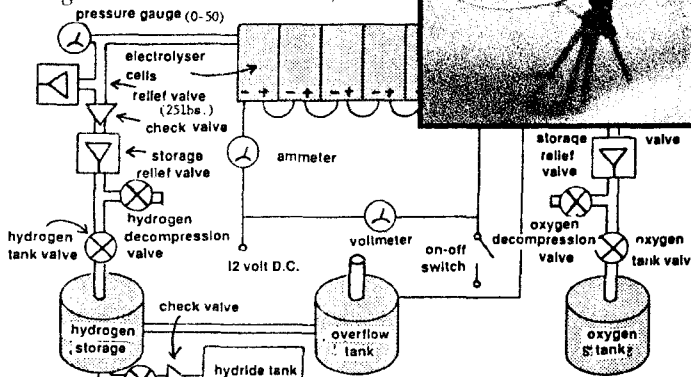 pressure gauge (0-50)
electrolyser
cells
relief valve
(25lbs.)
check valve
storage
relief valve
ammeter
hydrogen
decompression
valve
hydrogen
tank valve
voltmeter
12 volt D.C.
on-off
switch
valve
storage
relief
valve
oxygen
decompression
valve
oxygen
tank valv
check valve
hydrogen
storage
overflow
tank
oxygen
tank
hydride tank
- + - + - + - +